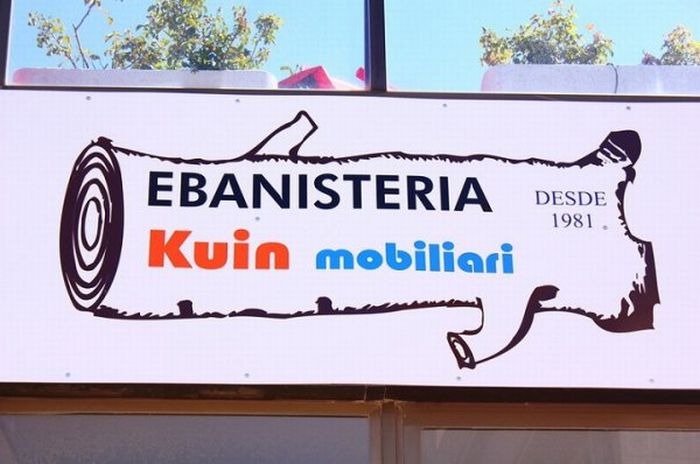 EBANISTERIA
DESDE
1981
Kuin mobiliari